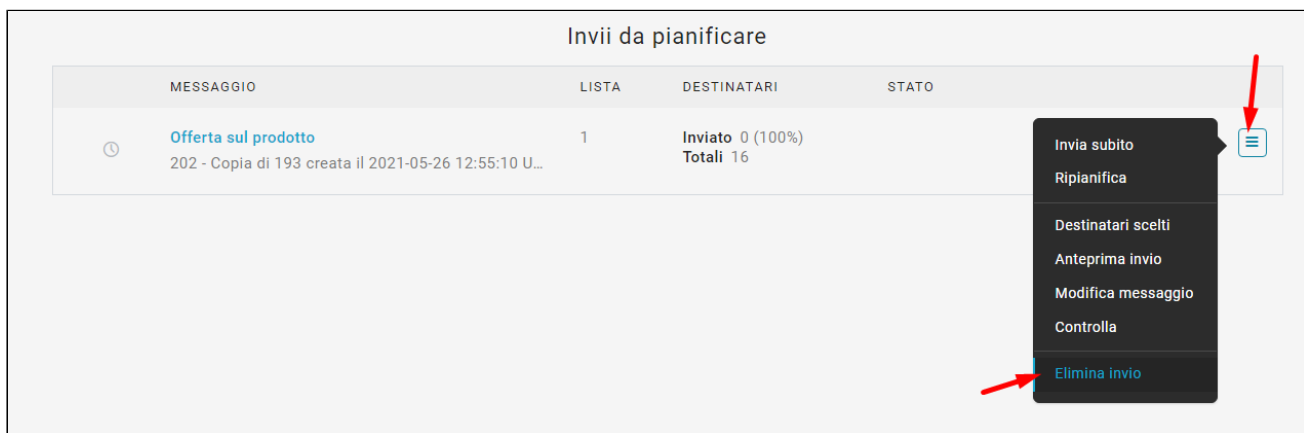 Invii da pianificare
MESSAGGIO LISTA DESTINATARI STATO
Offerta sul prodotto 1 Inviato 0 (100%)
202 - Copia di 193 creata il 2021-05-26 12:55:10 U... Totali 16
Invia subito
Ripianifica
Destinatari scelti
Anteprima invio
Modifica messaggio
Controlla
Elimina invio